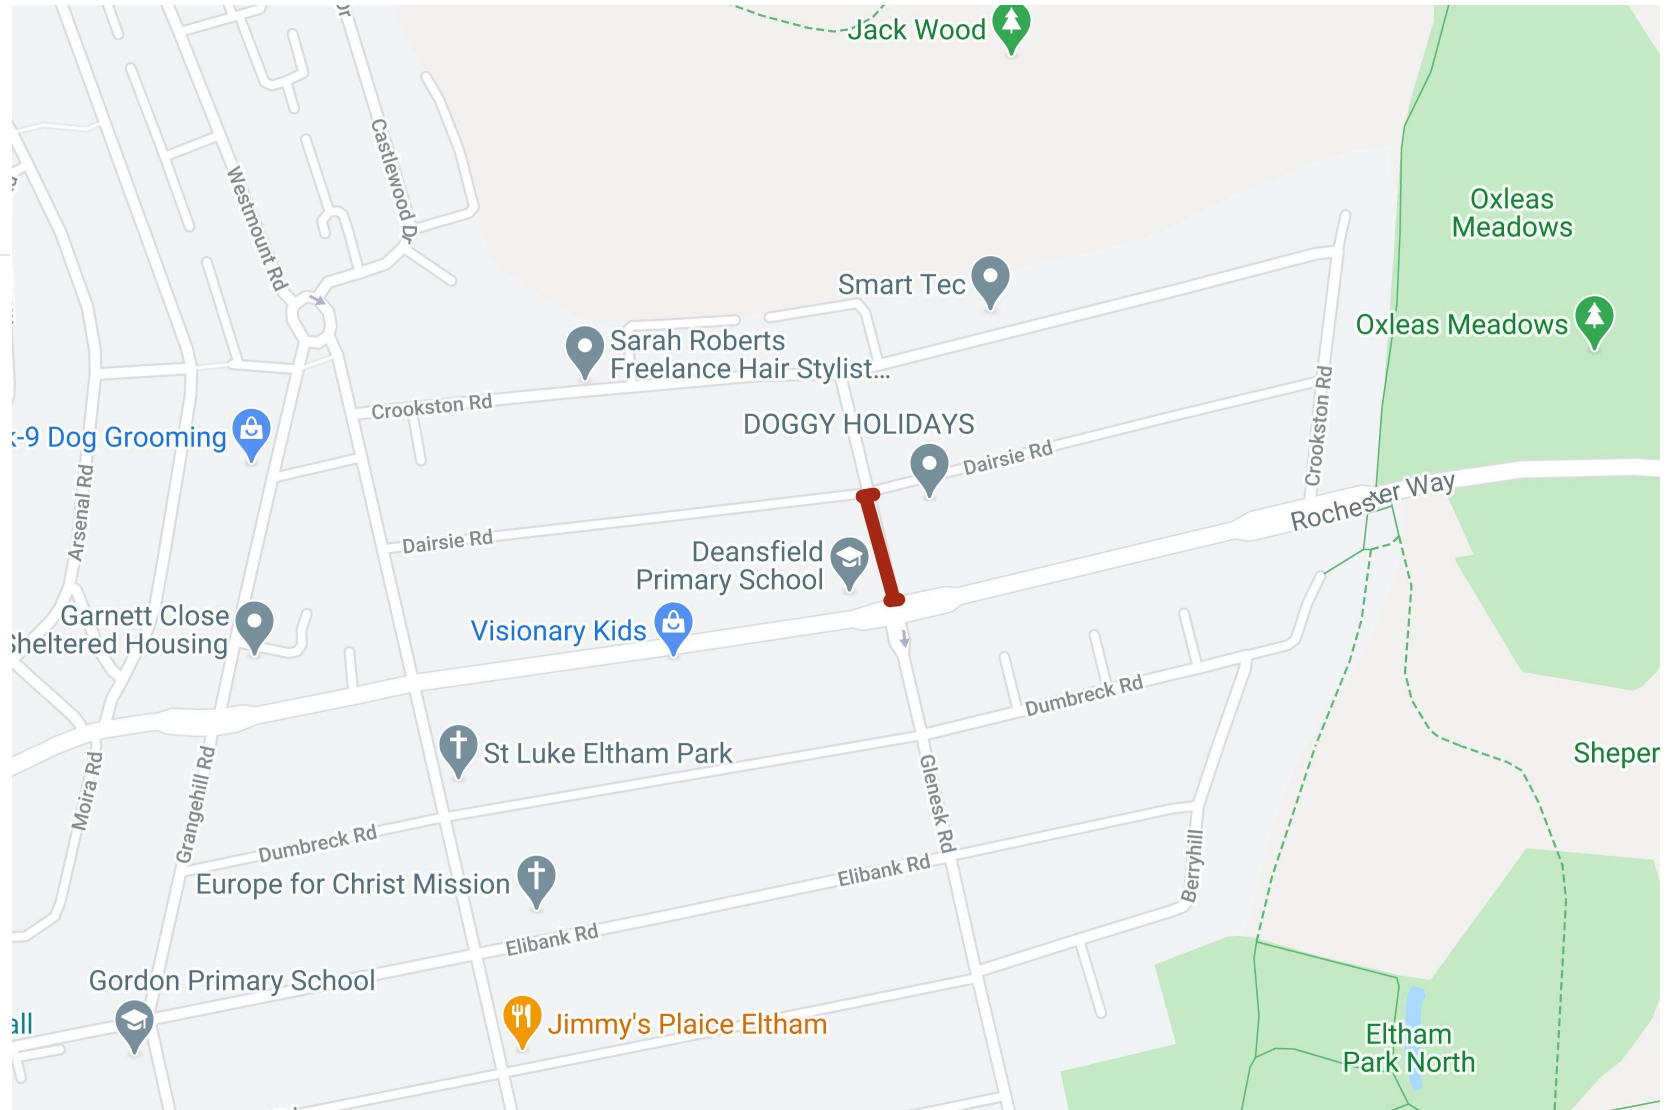 Dr
Jack Wood
Castlewood Dr
Westmount Rd
Oxleas
Meadows
Smart Tec
Oxleas Meadows
Sarah Roberts
Freelance Hair Stylist...
Crookston Rd
DOGGY HOLIDAYS
k-9 Dog Grooming
Dairsie Rd
Crookston Rd
Arsenal Rd
Rochester Way
Dairsie Rd
Deansfield
Primary School
Garnett Close
Sheltered Housing
Visionary Kids
Dumbreck Rd
St Luke Eltham Park
Sheper
Moira Rd
Grangehill Rd
Glenesk Rd
Dumbreck Rd
Berryhill
Elibank Rd
Europe for Christ Mission
Elibank Rd
Gordon Primary School
all
Jimmy's Plaice Eltham
Eltham
Park North